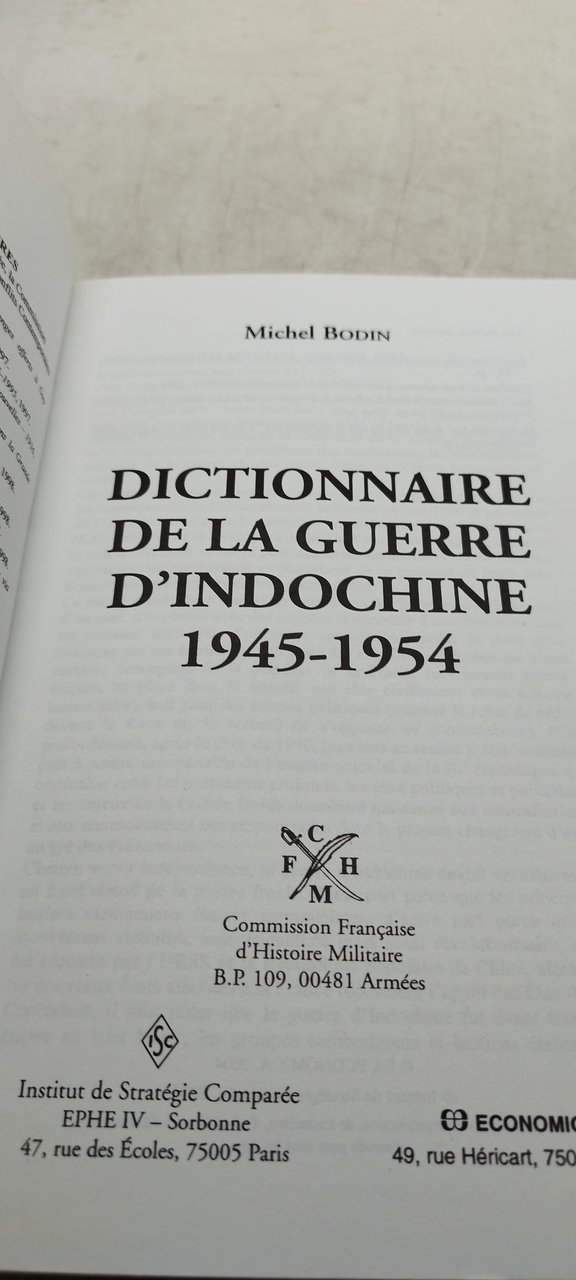 RES
Michel BODIN
DICTIONNAIRE
DE LA GUERRE
D'INDOCHINE
1945-1954
C
F H
M
Commission Française
d'Histoire Militaire
B.P. 109, 00481 Armées
ISC
Institut de Stratégie Comparée
EPHE IV – Sorbonne
47, rue des Écoles, 75005 Paris
ECONOMIC
49, rue Héricart, 750